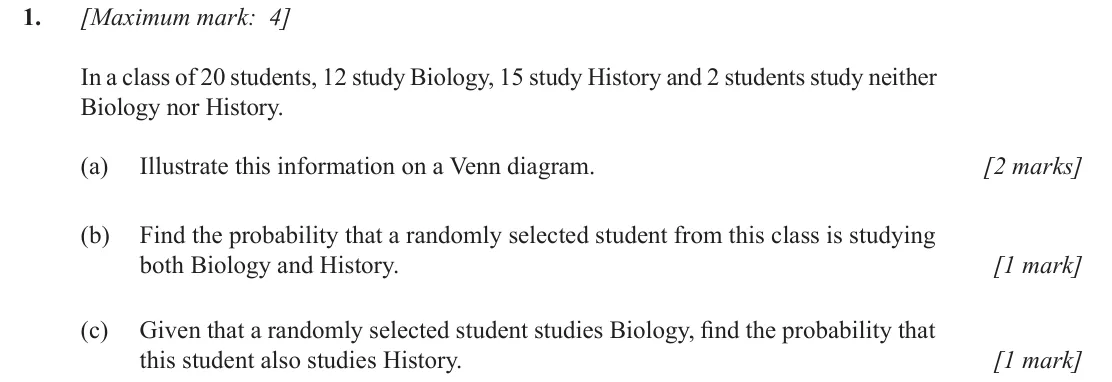 1. [Maximum mark: 4]
In a class of 20 students, 12 study Biology, 15 study History and 2 students study neither
Biology nor History.
(a) Illustrate this information on a Venn diagram. [2 marks]
(b) Find the probability that a randomly selected student from this class is studying
both Biology and History. [1 mark]
(c) Given that a randomly selected student studies Biology, find the probability that
this student also studies History. [1 mark]